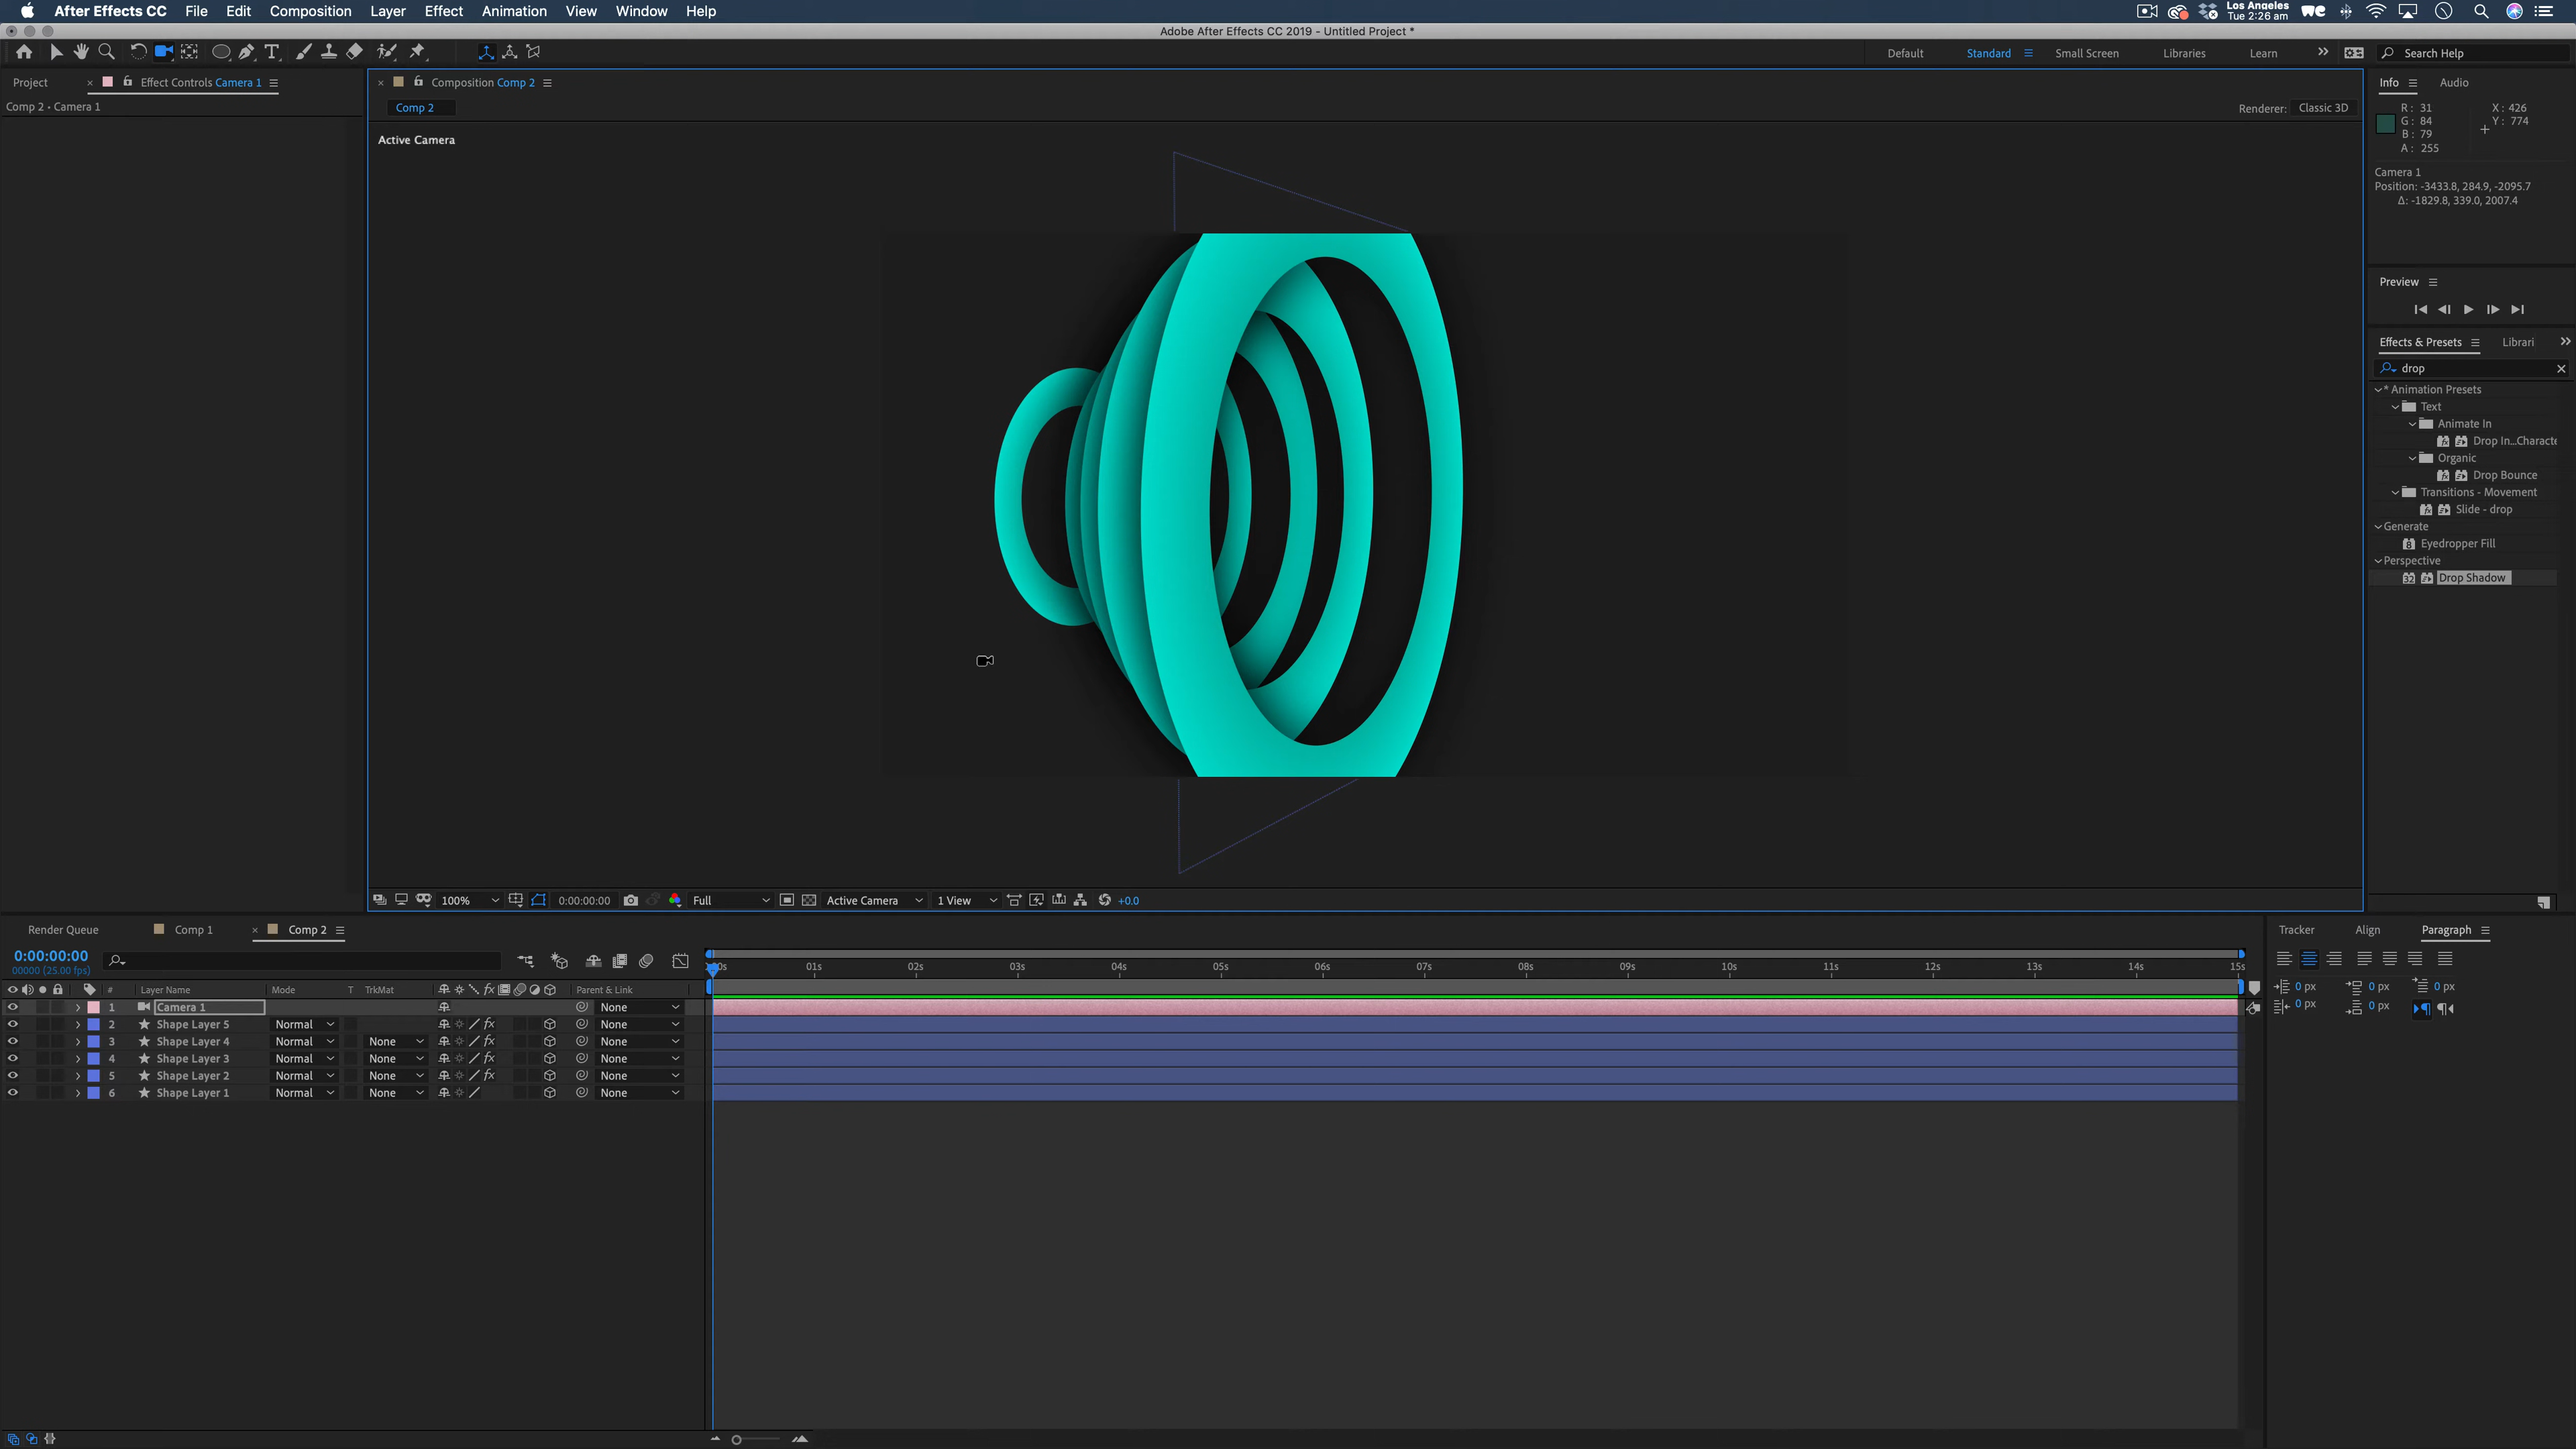 After Effects CC File Edit Composition Layer Effect Animation View Window Help
Los Angeles
Tue 2:26 am
Adobe After Effects CC 2019 - Untitled Project *
Default Standard Small Screen Libraries Learn Search Help
Project Effect Controls Camera 1
Comp 2 • Camera 1
Composition Comp 2
Comp 2
Renderer: Classic 3D
Active Camera
Info Audio
R: 31
G: 84
B: 79
A: 255
X: 426
Y: 774
Camera 1
Position: -3433.8, 284.9, -2095.7
Δ: -1829.8, 339.0, 2007.4
Preview
Effects & Presets Librari
drop
* Animation Presets
Text
Animate In
Drop In...Characte
Organic
Drop Bounce
Transitions - Movement
Slide - drop
Generate
Eyedropper Fill
Perspective
Drop Shadow
100% 0:00:00:00 Full Active Camera 1 View +0.0
Render Queue Comp 1 Comp 2
0:00:00:00
00000 (25.00 fps)
# Layer Name Mode T TrkMat Parent & Link
01s 02s 03s 04s 05s 06s 07s 08s 09s 10s 11s 12s 13s 14s 15s
1 Camera 1 None
2 Shape Layer 5 Normal None
3 Shape Layer 4 Normal None None
4 Shape Layer 3 Normal None None
5 Shape Layer 2 Normal None None
6 Shape Layer 1 Normal None None
Tracker Align Paragraph
0 px 0 px 0 px
0 px 0 px